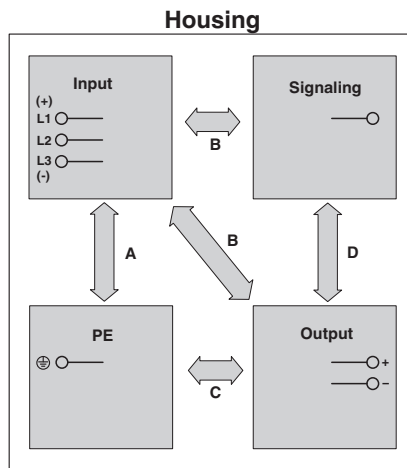 Housing
Input
(+)
L1
L2
L3
(-)
Signaling
B
A
B
D
PE
C
Output
+
–